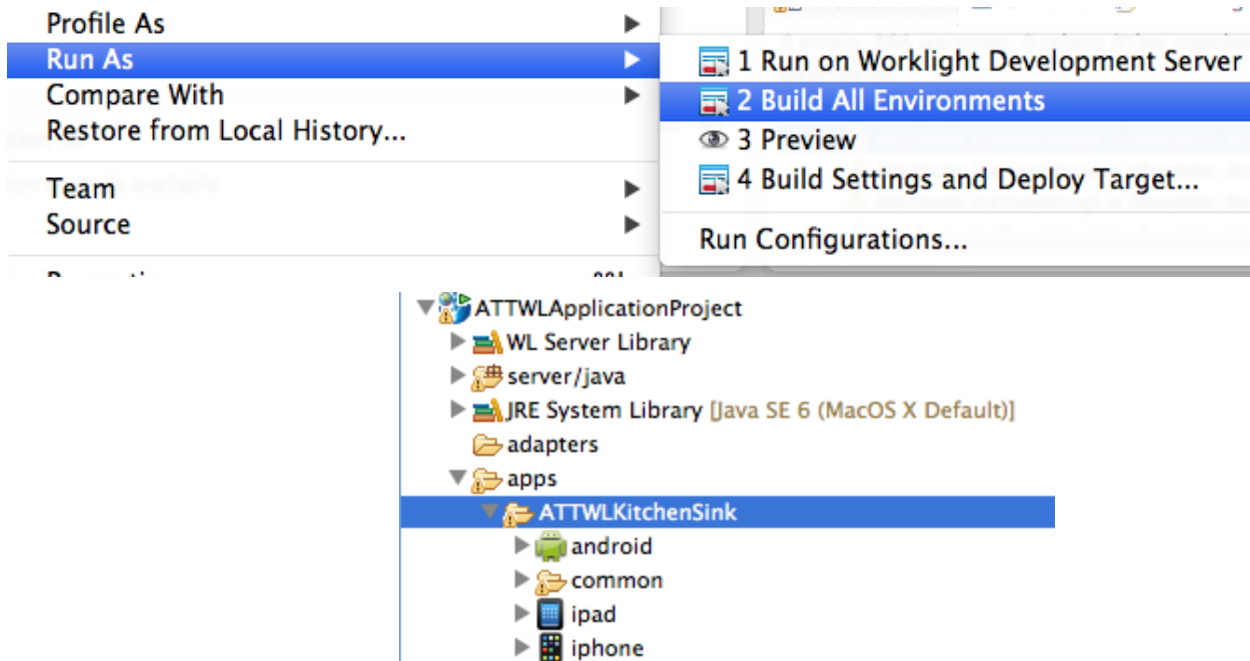 Profile As
Run As
Compare With
Restore from Local History...
Team
Source
1 Run on Worklight Development Server
2 Build All Environments
3 Preview
4 Build Settings and Deploy Target...
Run Configurations...
ATTWLApplicationProject
WL Server Library
server/java
JRE System Library [Java SE 6 (MacOS X Default)]
adapters
apps
ATTWLKitchenSink
android
common
ipad
iphone